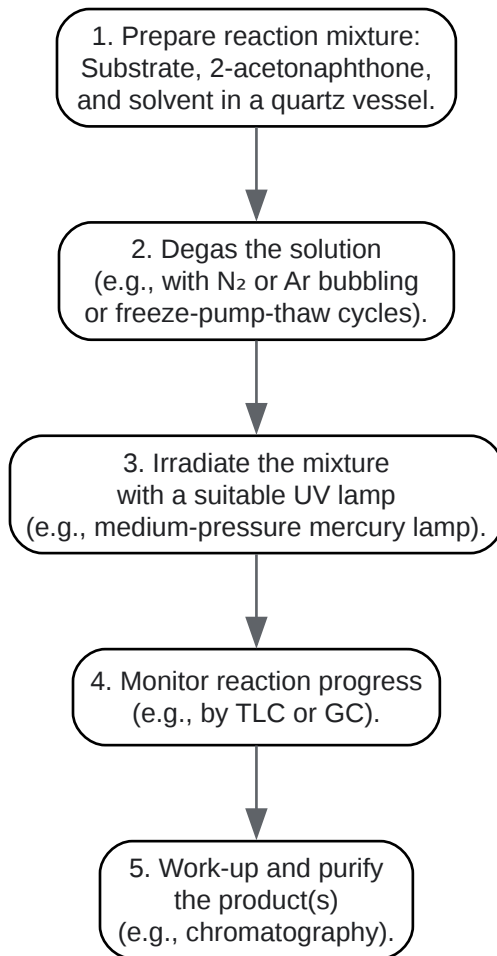 1. Prepare reaction mixture:
Substrate, 2-acetonaphthone,
and solvent in a quartz vessel.
2. Degas the solution
(e.g., with N₂ or Ar bubbling
or freeze-pump-thaw cycles).
3. Irradiate the mixture
with a suitable UV lamp
(e.g., medium-pressure mercury lamp).
4. Monitor reaction progress
(e.g., by TLC or GC).
5. Work-up and purify
the product(s)
(e.g., chromatography).